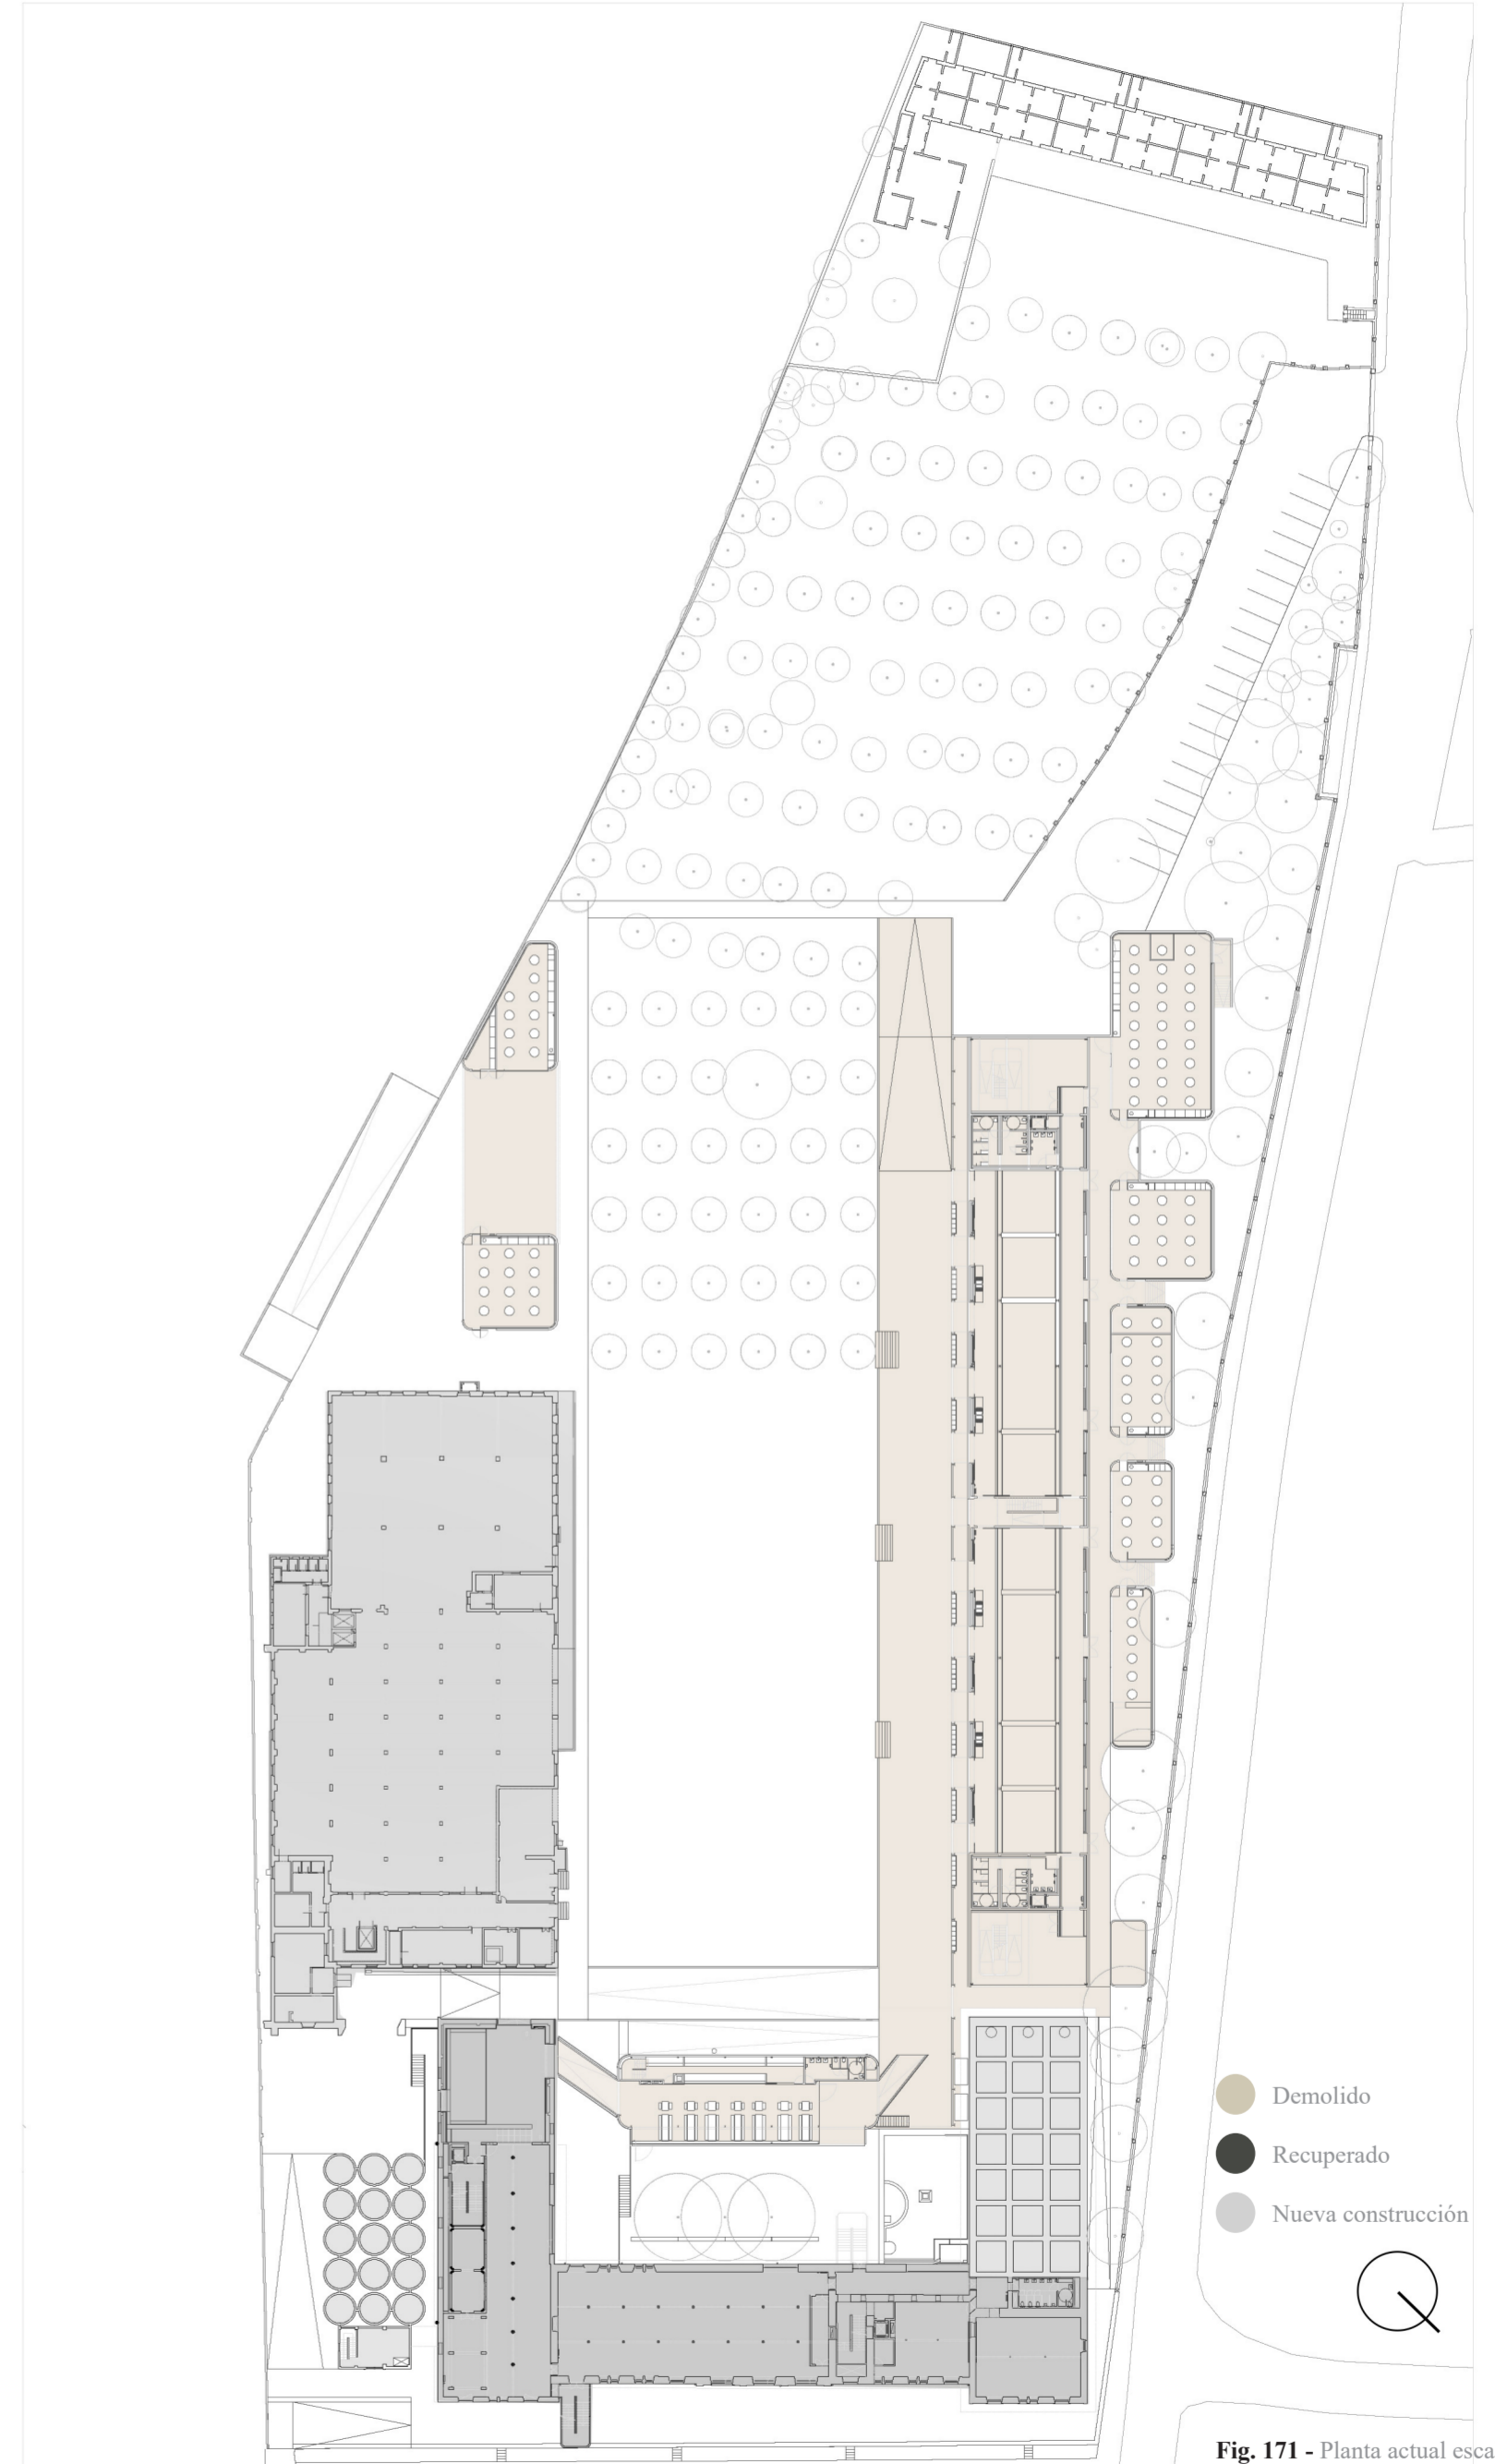 Demolido
Recuperado
Nueva construcción
Fig. 171 - Planta actual esca